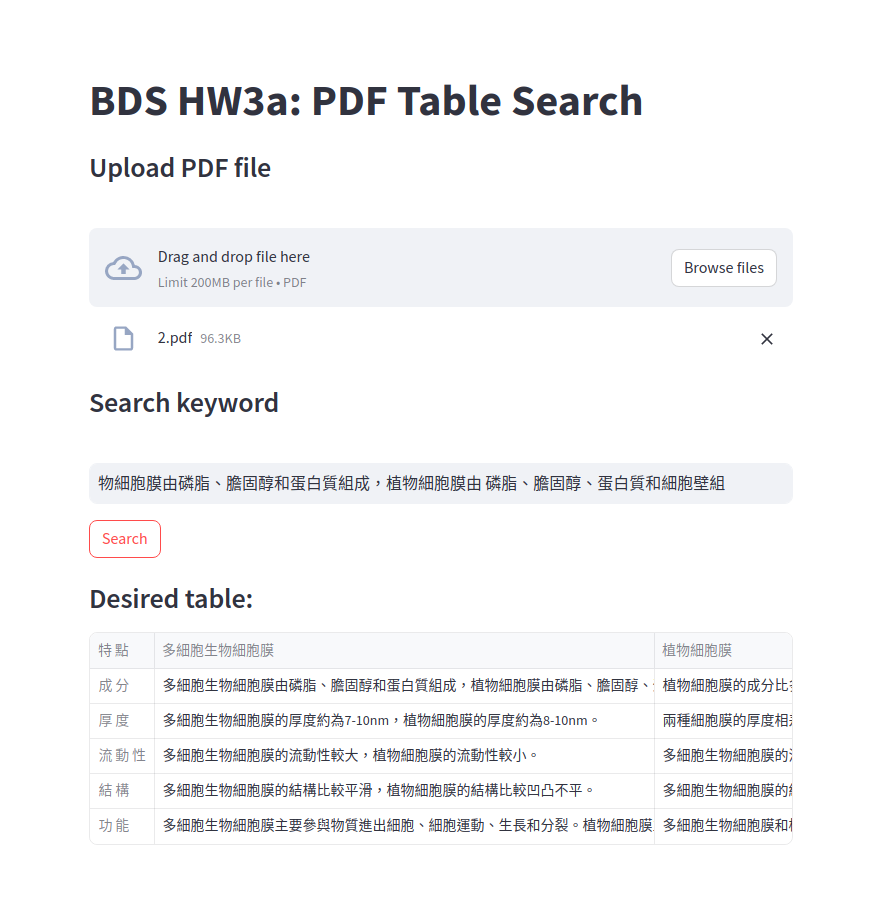 BDS HW3a: PDF Table Search
Upload PDF file
Drag and drop file here
Limit 200MB per file • PDF
Browse files
2.pdf 96.3KB
Search keyword
物細胞膜由磷脂、膽固醇和蛋白質組成，植物細胞膜由 磷脂、膽固醇、蛋白質和細胞壁組
Search
Desired table:
特 點 多細胞生物細胞膜 植物細胞膜
成 分 多細胞生物細胞膜由磷脂、膽固醇和蛋白質組成，植物細胞膜由磷脂、膽固醇、 植物細胞膜的成分比
厚 度 多細胞生物細胞膜的厚度約為7-10nm，植物細胞膜的厚度約為8-10nm。 兩種細胞膜的厚度相
流 動 性 多細胞生物細胞膜的流動性較大，植物細胞膜的流動性較小。 多細胞生物細胞膜的
結 構 多細胞生物細胞膜的結構比較平滑，植物細胞膜的結構比較凹凸不平。 多細胞生物細胞膜的
功 能 多細胞生物細胞膜主要參與物質進出細胞、細胞運動、生長和分裂。植物細胞膜 多細胞生物細胞膜和